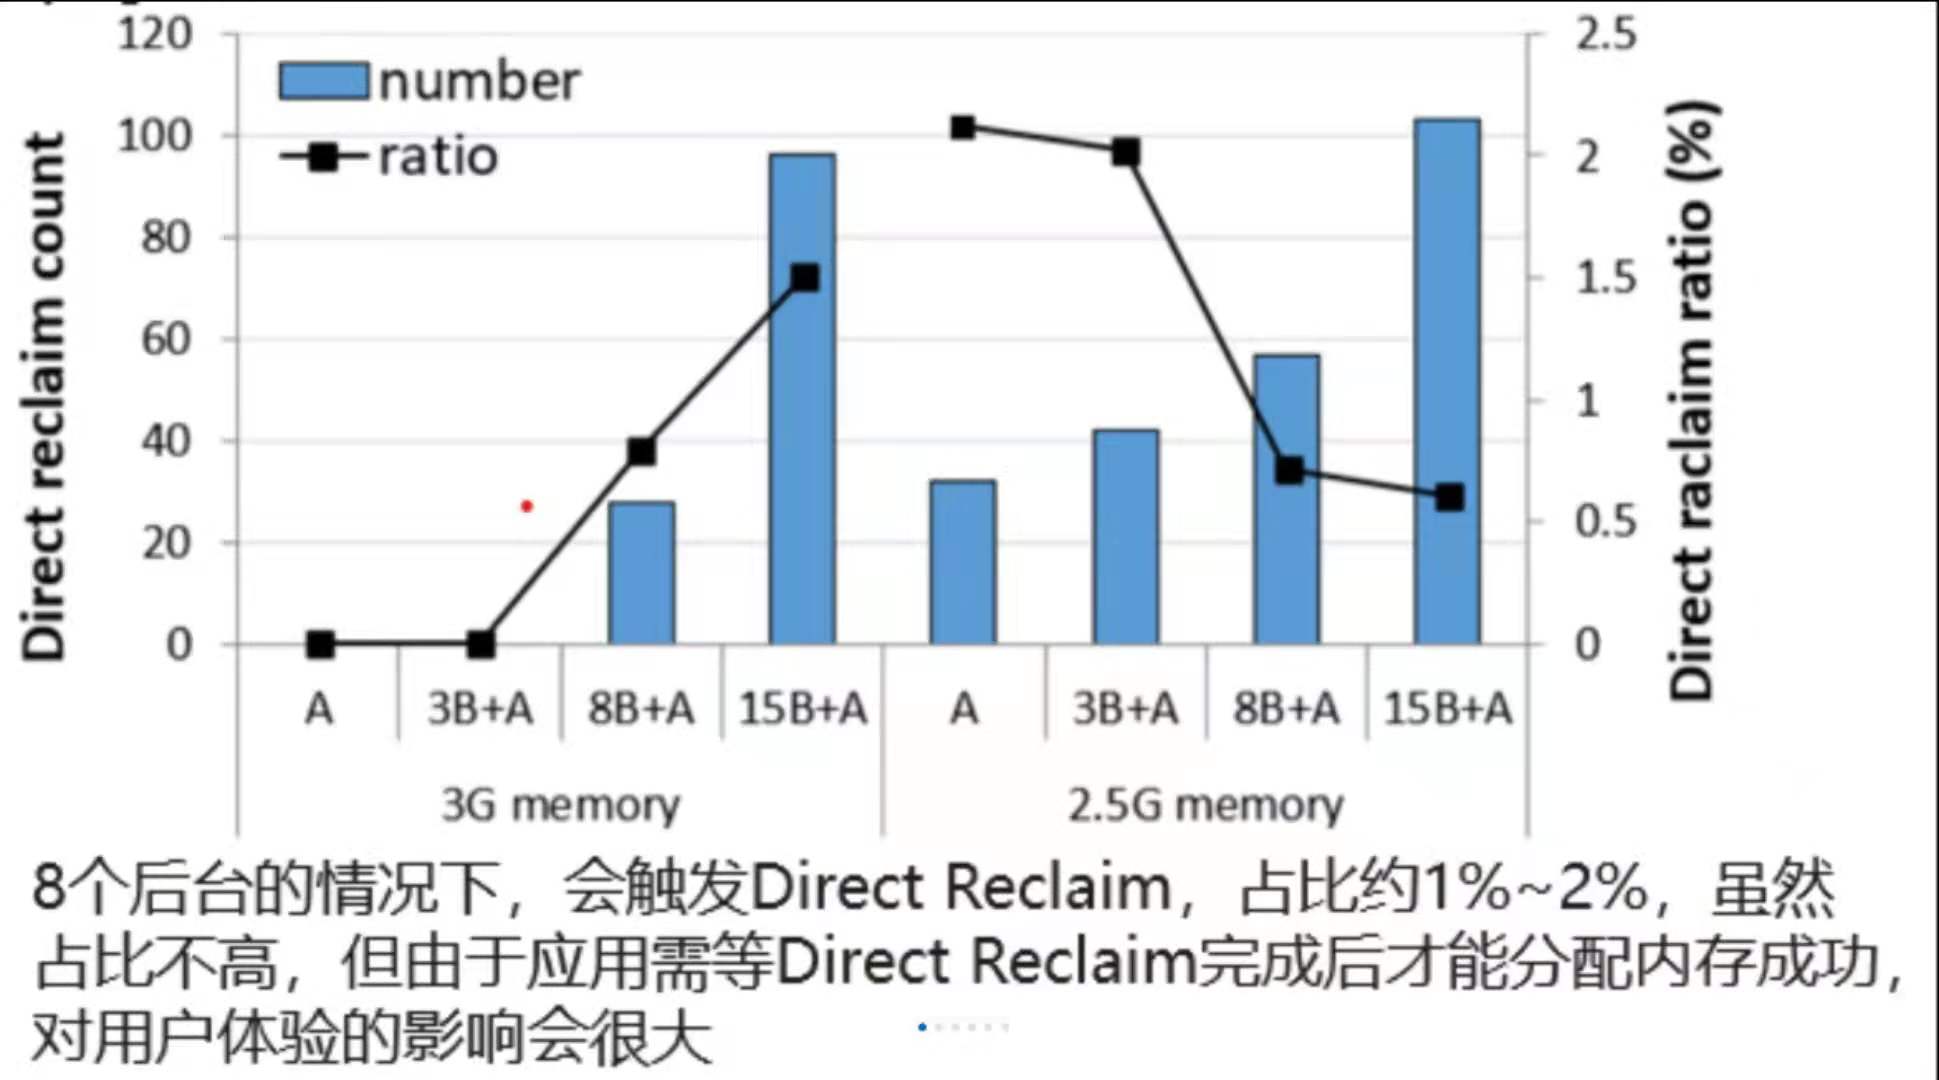 120
100
80
60
40
20
0
Direct reclaim count
number
ratio
2.5
2
1.5
1
0.5
0
Direct raclaim ratio (%)
A 3B+A 8B+A 15B+A A 3B+A 8B+A 15B+A
3G memory 2.5G memory
8个后台的情况下，会触发Direct Reclaim，占比约1%~2%，虽然
占比不高，但由于应用需等Direct Reclaim完成后才能分配内存成功，
对用户体验的影响会很大